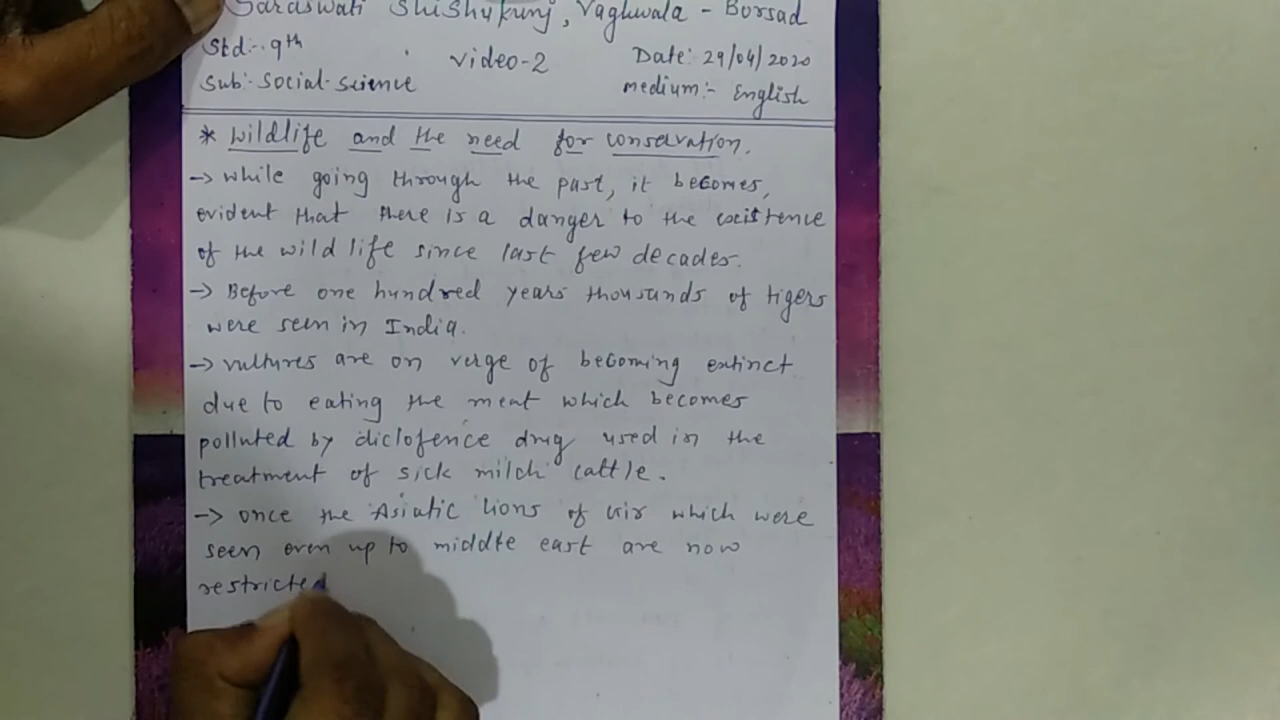 Saraswati Shishukunj, Vaghwala - Borsad
Std:- 9th
video-2
Date: 29/04/2020
Sub:- Social-science
medium:- English
* wildlife and the need for conservation.
-> while going through the past, it becomes,
evident that there is a danger to the existence
of the wild life since last few decades.
-> Before one hundred years thousands of tigers
were seen in India.
-> vultures are on verge of becoming extinct
due to eating the meat which becomes
polluted by diclofence drug used in the
treatment of sick milch cattle.
-> once the Asiatic lions of Gir which were
seen even up to middle east are now
restricted